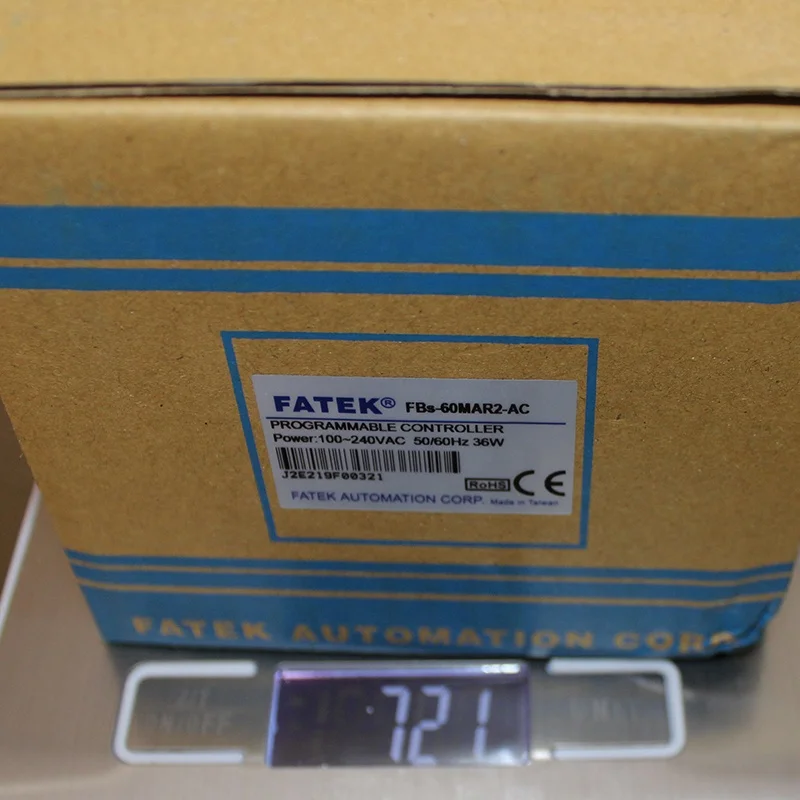 FATEK® FBs-60MAR2-AC
PROGRAMMABLE CONTROLLER
Power:100~240VAC 50/60Hz 36W
J2E219F00321
RoHS CE
FATEK AUTOMATION CORP. Made in Taiwan
FATEK AUTOMATION CORP
721